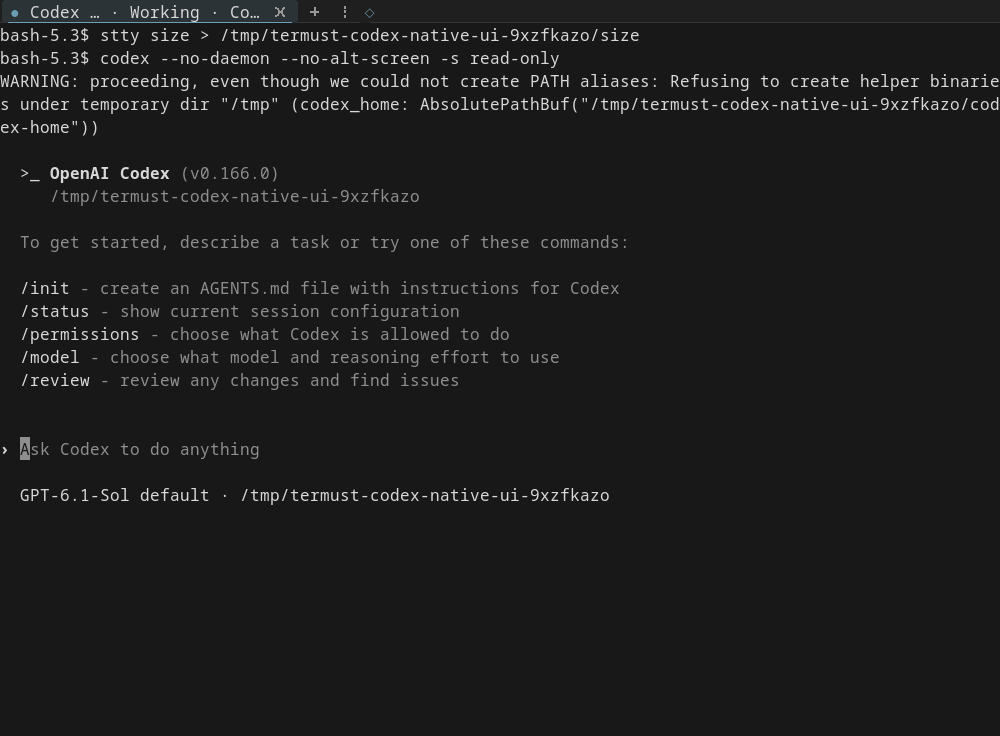 ● Codex … · Working · Co… + ⋮ ◇
bash-5.3$ stty size > /tmp/termust-codex-native-ui-9xzfkazo/size
bash-5.3$ codex --no-daemon --no-alt-screen -s read-only
WARNING: proceeding, even though we could not create PATH aliases: Refusing to create helper binarie
s under temporary dir "/tmp" (codex_home: AbsolutePathBuf("/tmp/termust-codex-native-ui-9xzfkazo/cod
ex-home"))
>_ OpenAI Codex (v0.166.0)
/tmp/termust-codex-native-ui-9xzfkazo
To get started, describe a task or try one of these commands:
/init - create an AGENTS.md file with instructions for Codex
/status - show current session configuration
/permissions - choose what Codex is allowed to do
/model - choose what model and reasoning effort to use
/review - review any changes and find issues
› Ask Codex to do anything
GPT-6.1-Sol default · /tmp/termust-codex-native-ui-9xzfkazo